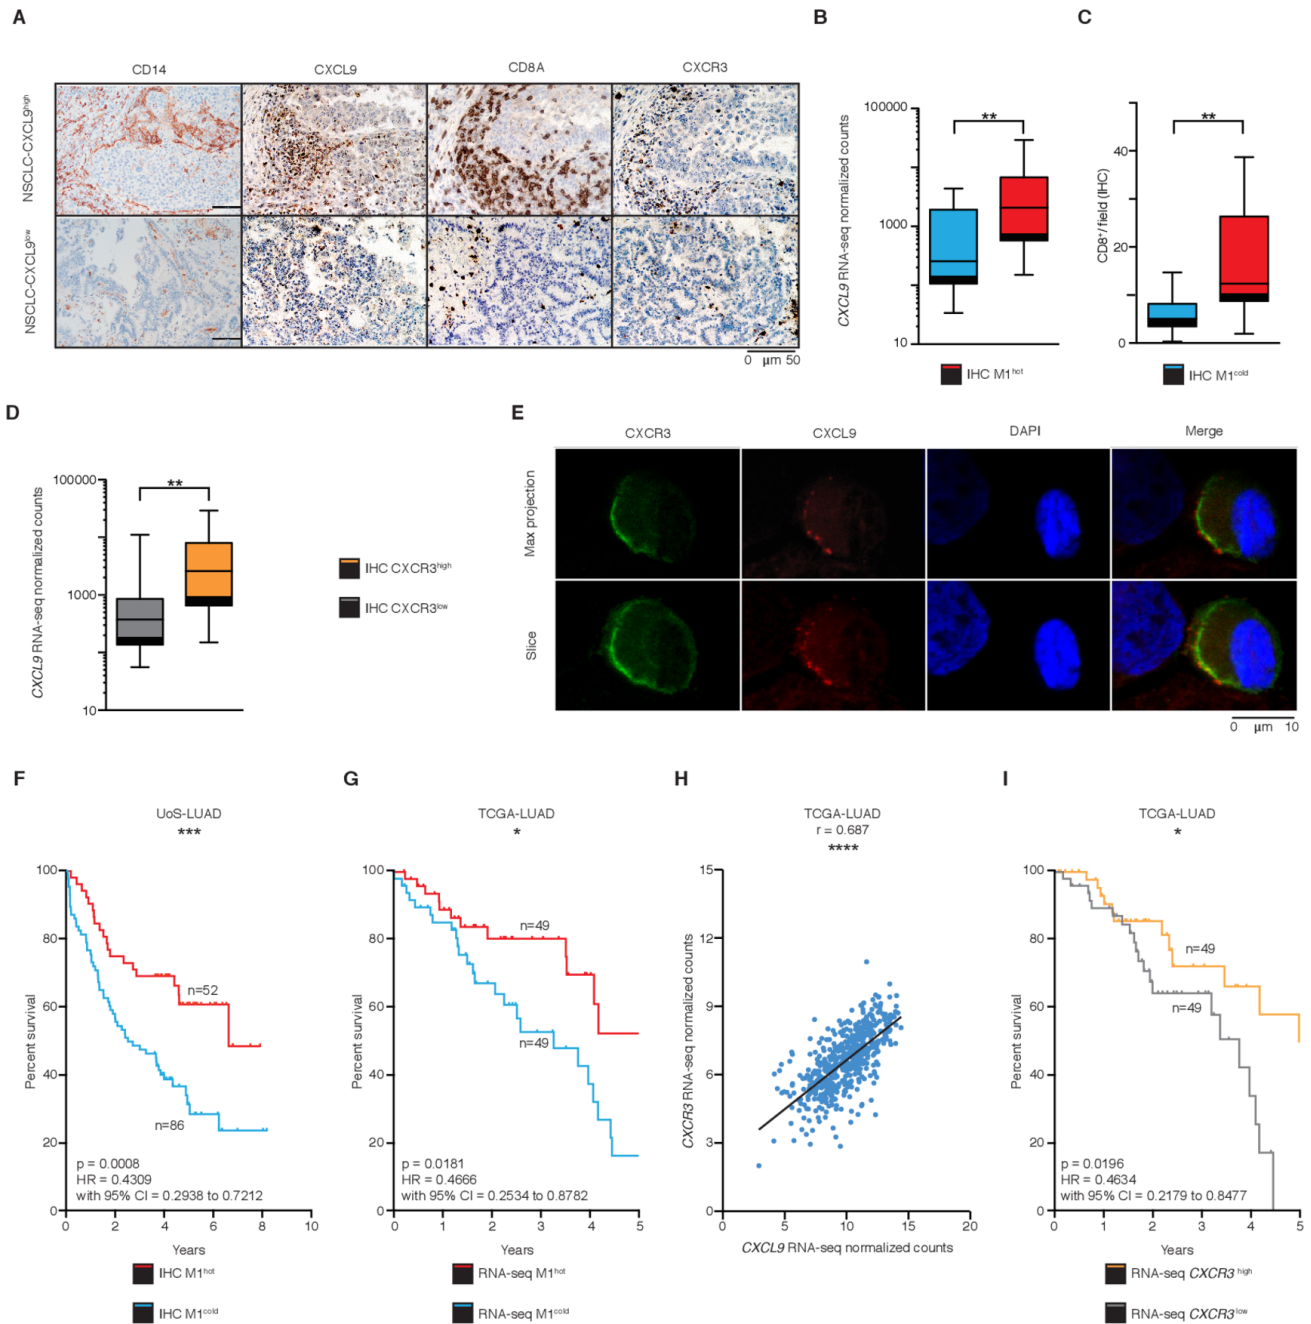 A
CD14
CXCL9
CD8A
CXCR3
NSCLC-CXCL9high
NSCLC-CXCL9low
0 µm 50
B
CXCL9 RNA-seq normalized counts
100000
1000
10
**
IHC M1hot
C
CD8+/field (IHC)
40
20
0
**
IHC M1cold
D
CXCL9 RNA-seq normalized counts
100000
1000
10
**
IHC CXCR3high
IHC CXCR3low
E
CXCR3
CXCL9
DAPI
Merge
Max projection
Slice
0 µm 10
F
UoS-LUAD
***
Percent survival
100
80
60
40
20
0
n=52
n=86
p = 0.0008
HR = 0.4309
with 95% CI = 0.2938 to 0.7212
0 2 4 6 8 10
Years
IHC M1hot
IHC M1cold
G
TCGA-LUAD
*
Percent survival
100
80
60
40
20
0
n=49
n=49
p = 0.0181
HR = 0.4666
with 95% CI = 0.2534 to 0.8782
0 1 2 3 4 5
Years
RNA-seq M1hot
RNA-seq M1cold
H
TCGA-LUAD
r = 0.687
****
CXCR3 RNA-seq normalized counts
15
12
9
6
3
0
0 5 10 15 20
CXCL9 RNA-seq normalized counts
I
TCGA-LUAD
*
Percent survival
100
80
60
40
20
0
n=49
n=49
p = 0.0196
HR = 0.4634
with 95% CI = 0.2179 to 0.8477
0 1 2 3 4 5
Years
RNA-seq CXCR3 high
RNA-seq CXCR3 low